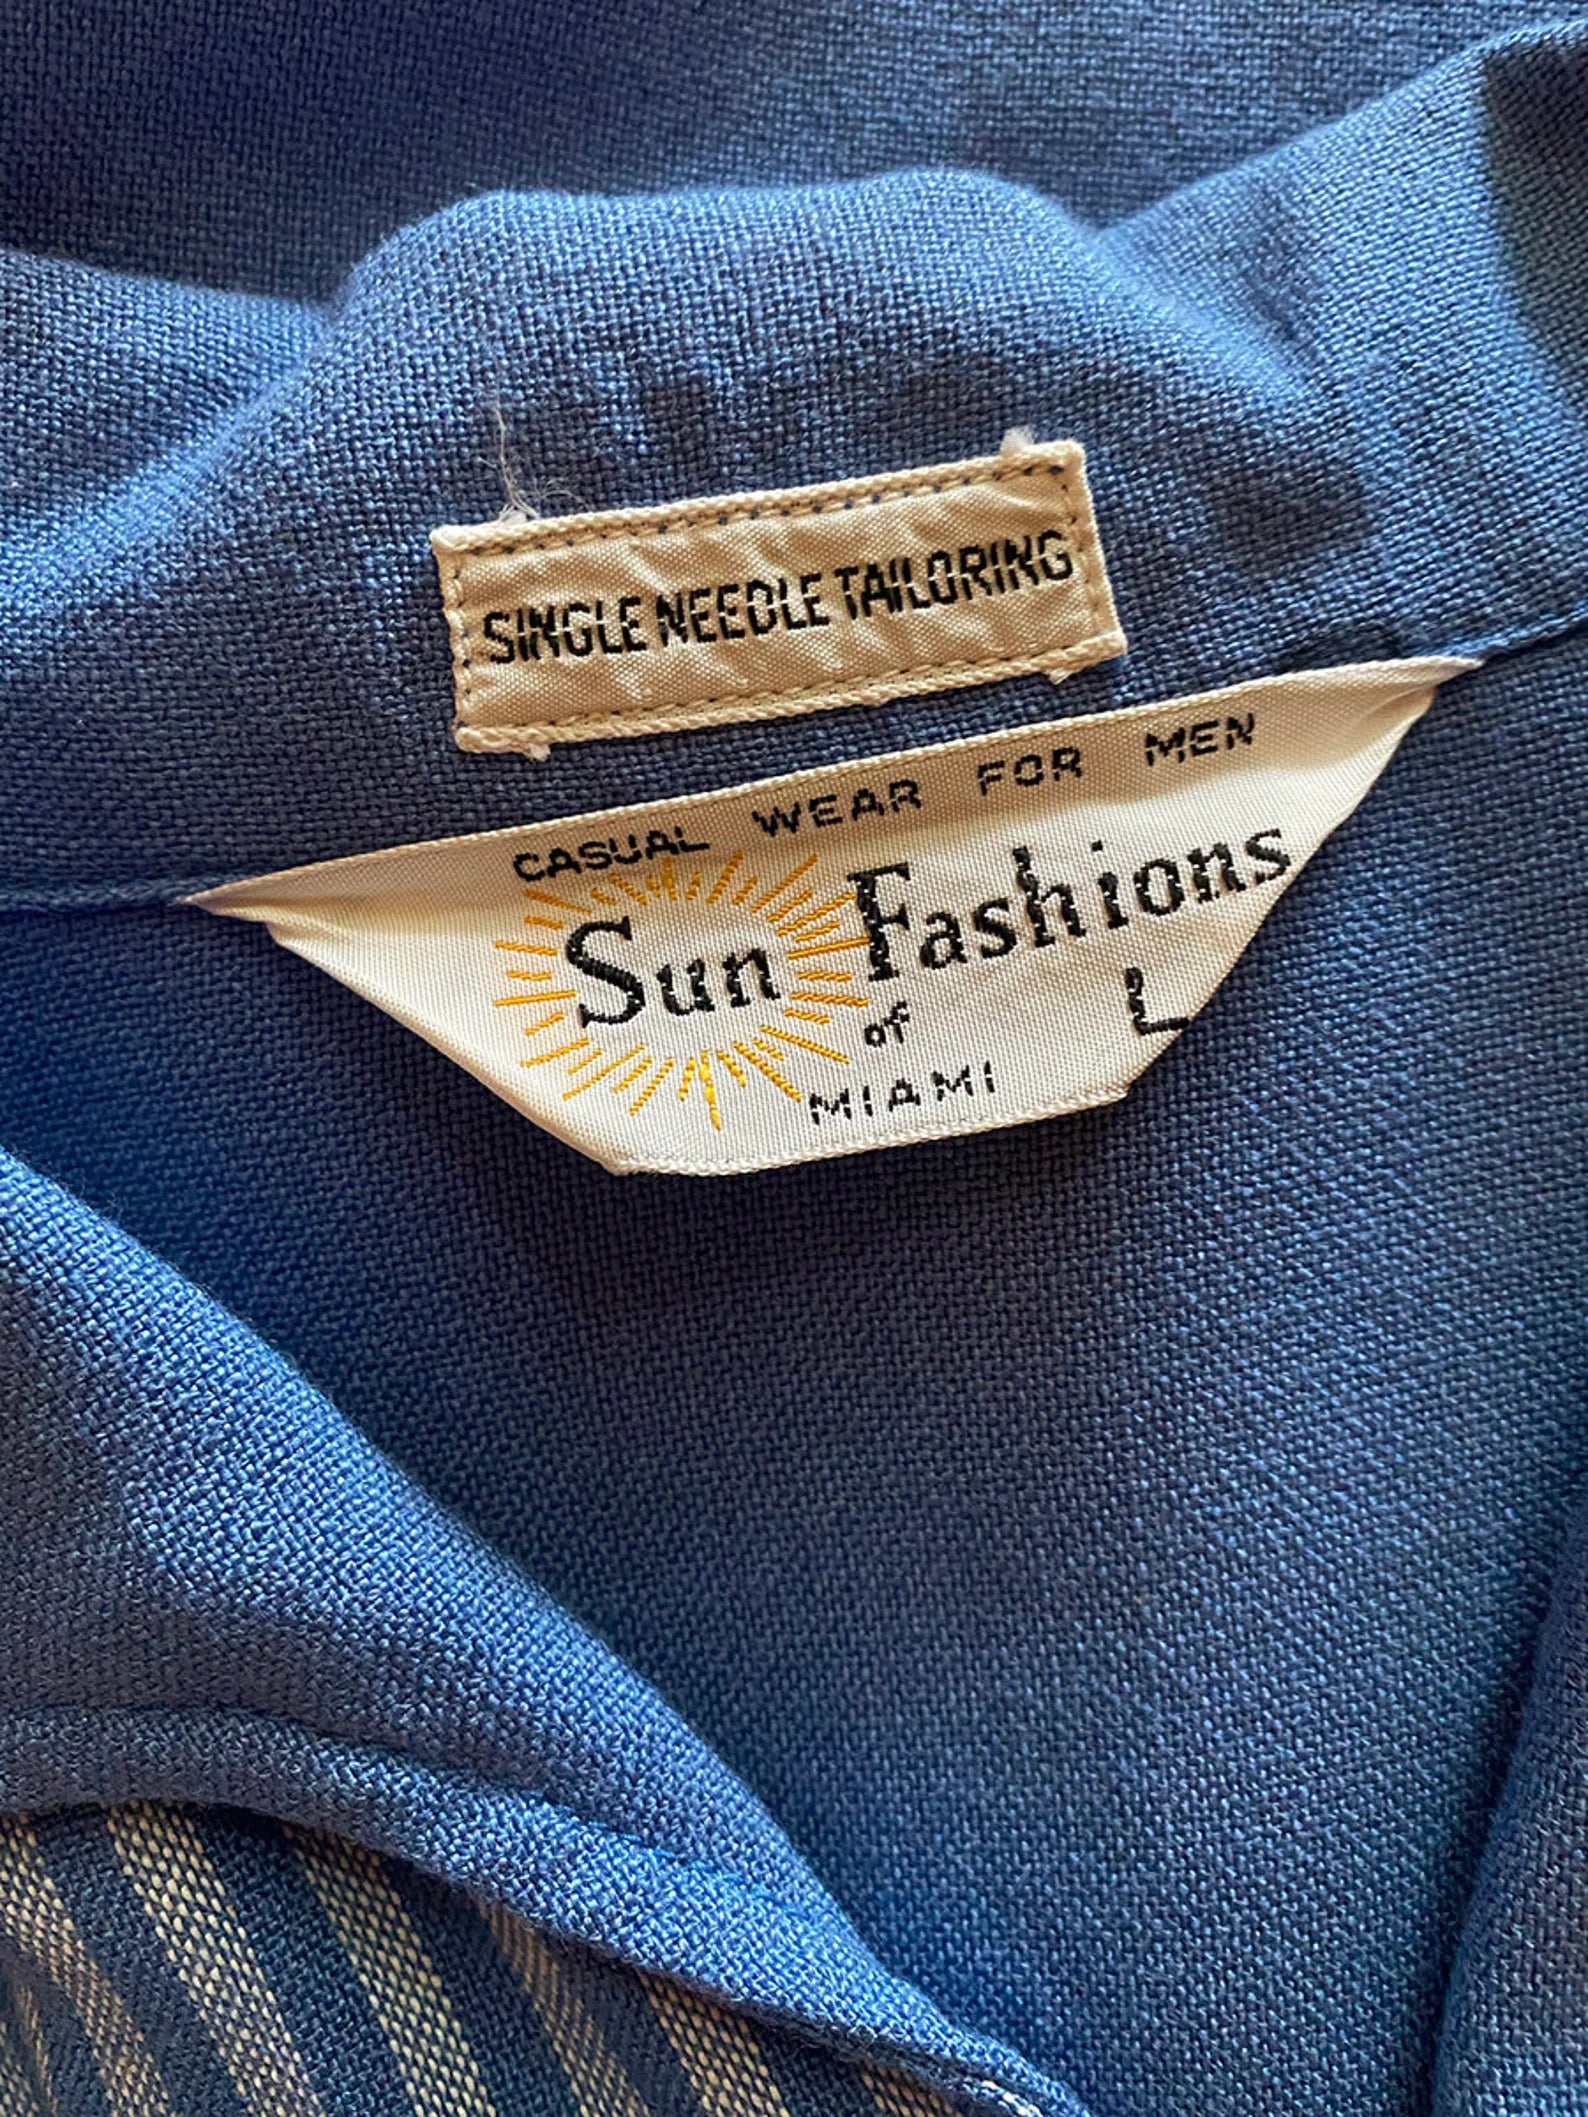 SINGLE NEEDLE TAILORING
CASUAL WEAR FOR MEN
Sun Fashions
of
L
MIAMI